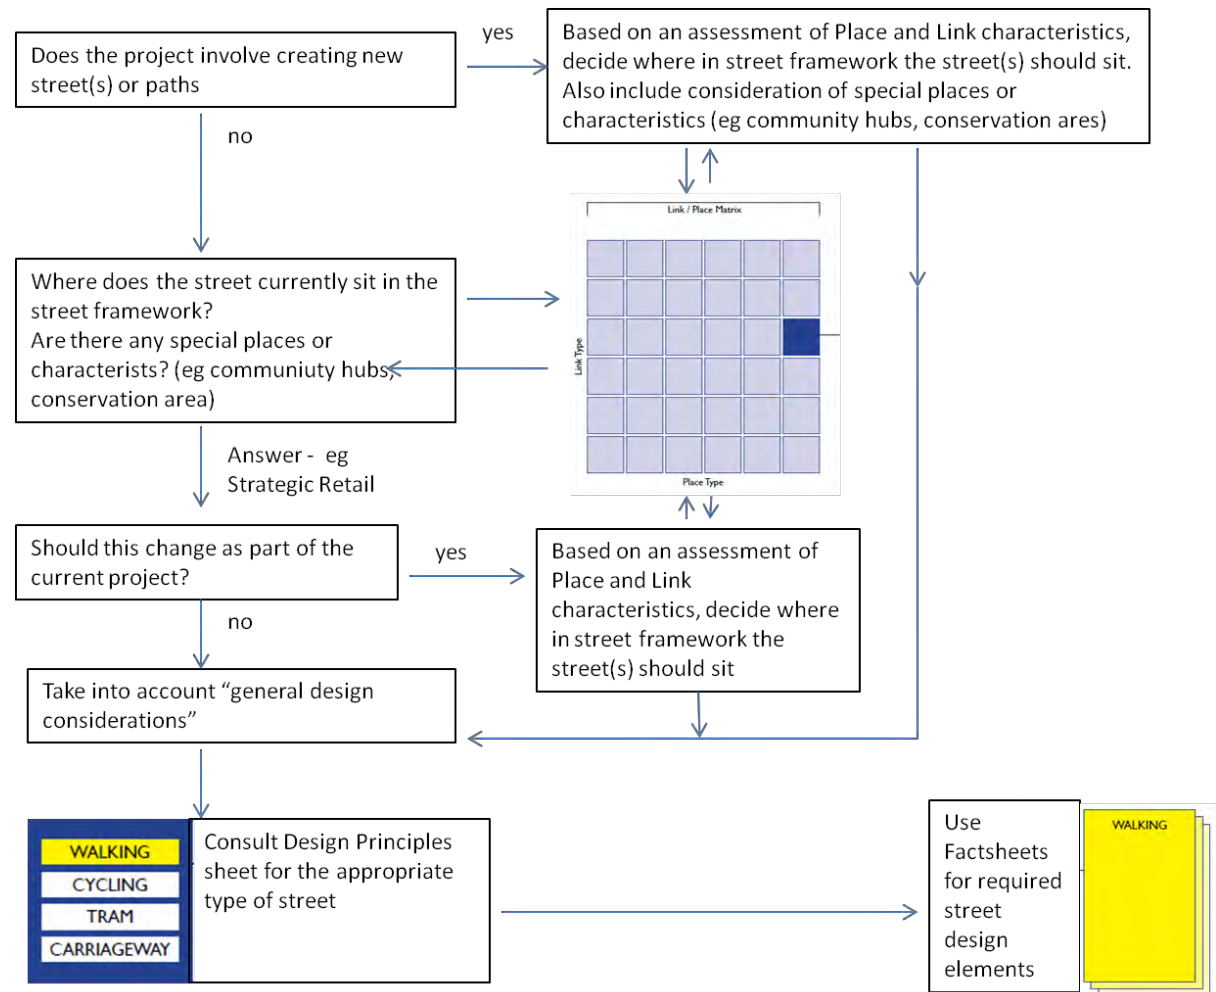 Does the project involve creating new
street(s) or paths
yes
Based on an assessment of Place and Link characteristics,
decide where in street framework the street(s) should sit.
Also include consideration of special places or
characteristics (eg community hubs, conservation ares)
no
Link / Place Matrix
Link Type
Place Type
Where does the street currently sit in the
street framework?
Are there any special places or
characterists? (eg communiuty hubs,
conservation area)
Answer - eg
Strategic Retail
Should this change as part of the
current project?
yes
Based on an assessment of
Place and Link
characteristics, decide where
in street framework the
street(s) should sit
no
Take into account “general design
considerations”
WALKING
CYCLING
TRAM
CARRIAGEWAY
Consult Design Principles
sheet for the appropriate
type of street
Use
Factsheets
for required
street
design
elements
WALKING